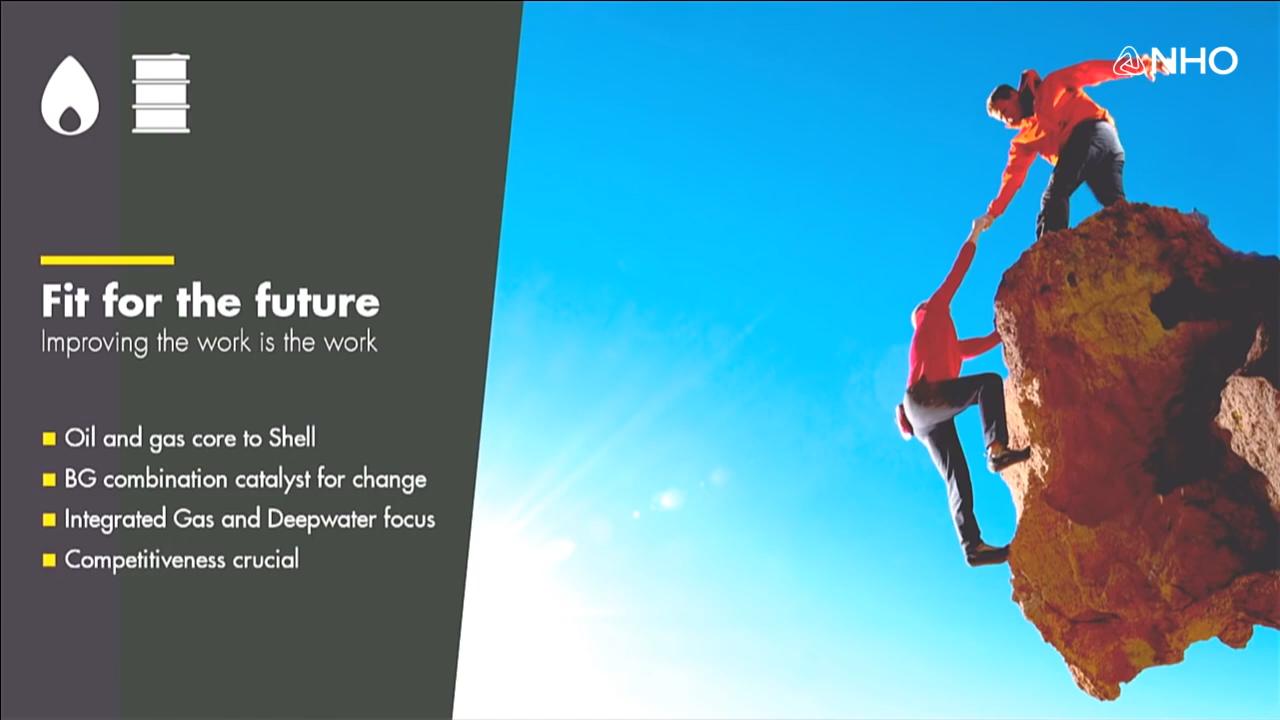 NHO
Fit for the future
Improving the work is the work
Oil and gas core to Shell
BG combination catalyst for change
Integrated Gas and Deepwater focus
Competitiveness crucial